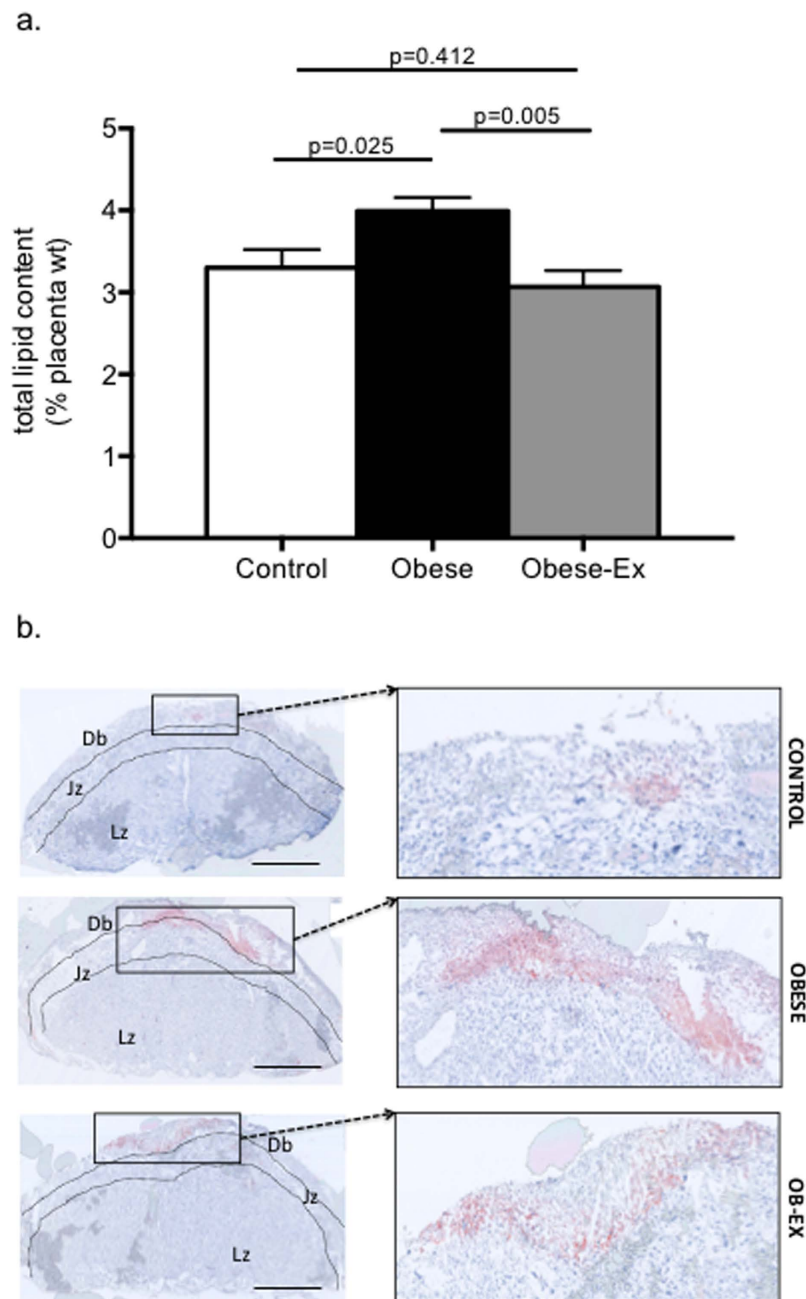 a.
p=0.412
p=0.005
p=0.025
total lipid content
(% placenta wt)
5
4
3
2
1
0
Control
Obese
Obese-Ex
b.
Db
Jz
Lz
CONTROL
Db
Jz
Lz
OBESE
Db
Jz
Lz
OB-EX